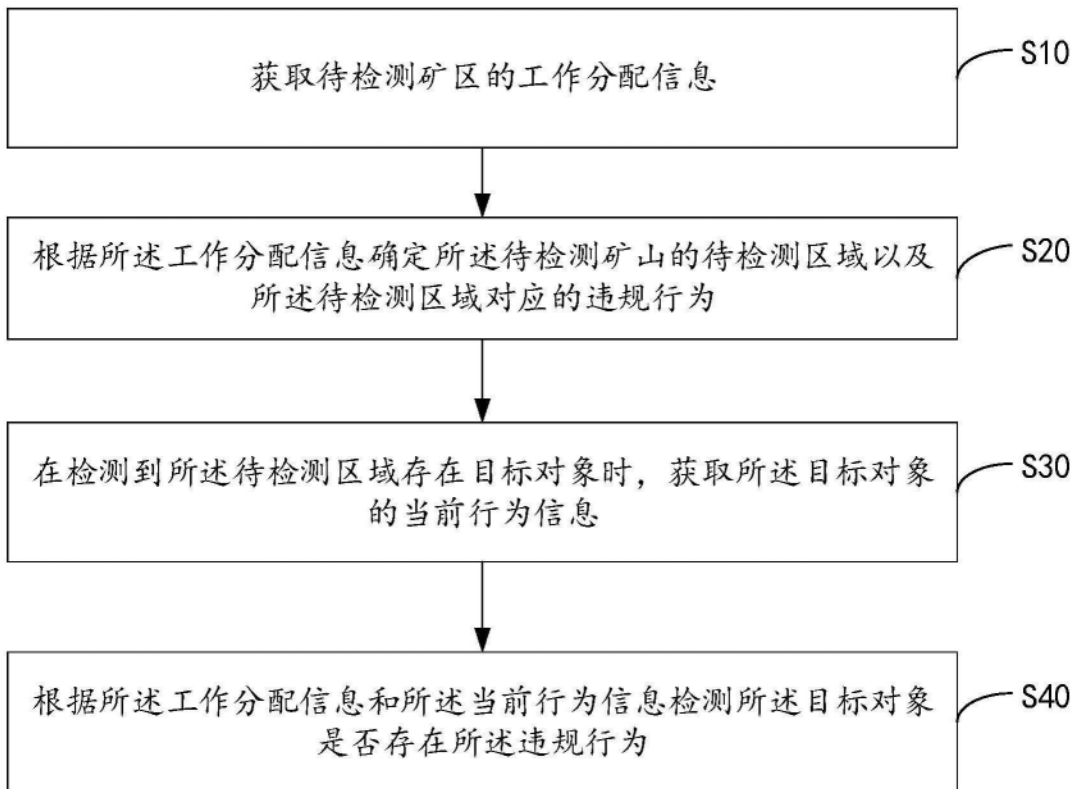 获取待检测矿区的工作分配信息
S10
根据所述工作分配信息确定所述待检测矿山的待检测区域以及
所述待检测区域对应的违规行为
S20
在检测到所述待检测区域存在目标对象时，获取所述目标对象
的当前行为信息
S30
根据所述工作分配信息和所述当前行为信息检测所述目标对象
是否存在所述违规行为
S40